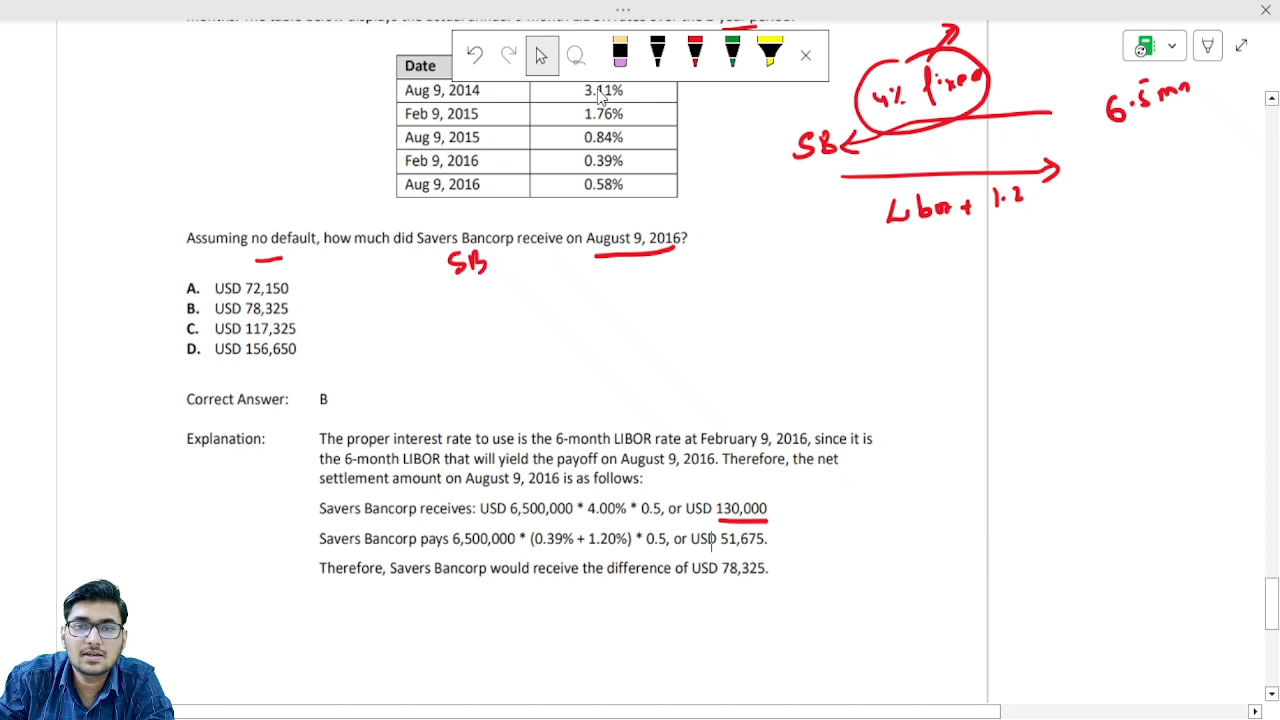 Date
Aug 9, 2014 3.11%
Feb 9, 2015 1.76%
Aug 9, 2015 0.84%
Feb 9, 2016 0.39%
Aug 9, 2016 0.58%
4% fixed
SB
Libor + 1.2
6.5 mn
Assuming no default, how much did Savers Bancorp receive on August 9, 2016?
SB
A. USD 72,150
B. USD 78,325
C. USD 117,325
D. USD 156,650
Correct Answer: B
Explanation: The proper interest rate to use is the 6-month LIBOR rate at February 9, 2016, since it is
the 6-month LIBOR that will yield the payoff on August 9, 2016. Therefore, the net
settlement amount on August 9, 2016 is as follows:
Savers Bancorp receives: USD 6,500,000 * 4.00% * 0.5, or USD 130,000
Savers Bancorp pays 6,500,000 * (0.39% + 1.20%) * 0.5, or USD 51,675.
Therefore, Savers Bancorp would receive the difference of USD 78,325.